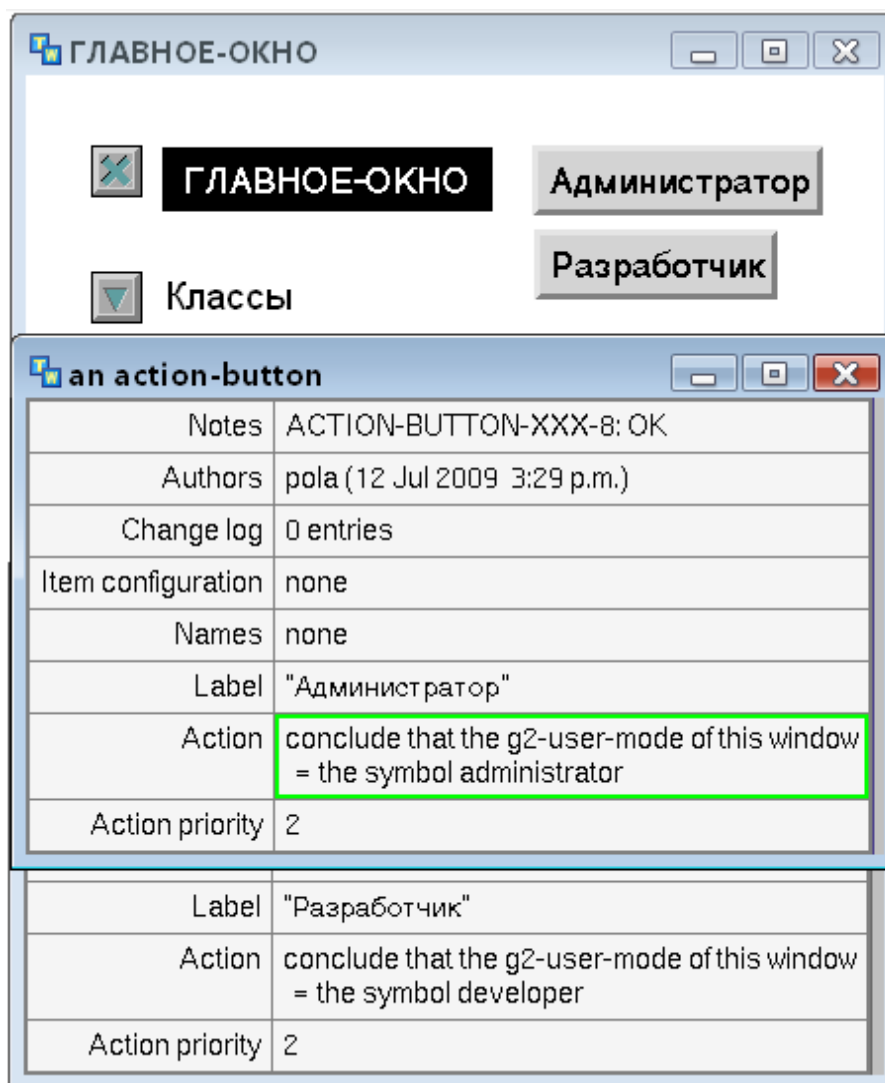 ГЛАВНОЕ-ОКНО
ГЛАВНОЕ-ОКНО
Администратор
Разработчик
Классы
an action-button
Notes ACTION-BUTTON-XXX-8: OK
Authors pola (12 Jul 2009 3:29 p.m.)
Change log 0 entries
Item configuration none
Names none
Label "Администратор"
Action conclude that the g2-user-mode of this window
= the symbol administrator
Action priority 2
Label "Разработчик"
Action conclude that the g2-user-mode of this window
= the symbol developer
Action priority 2